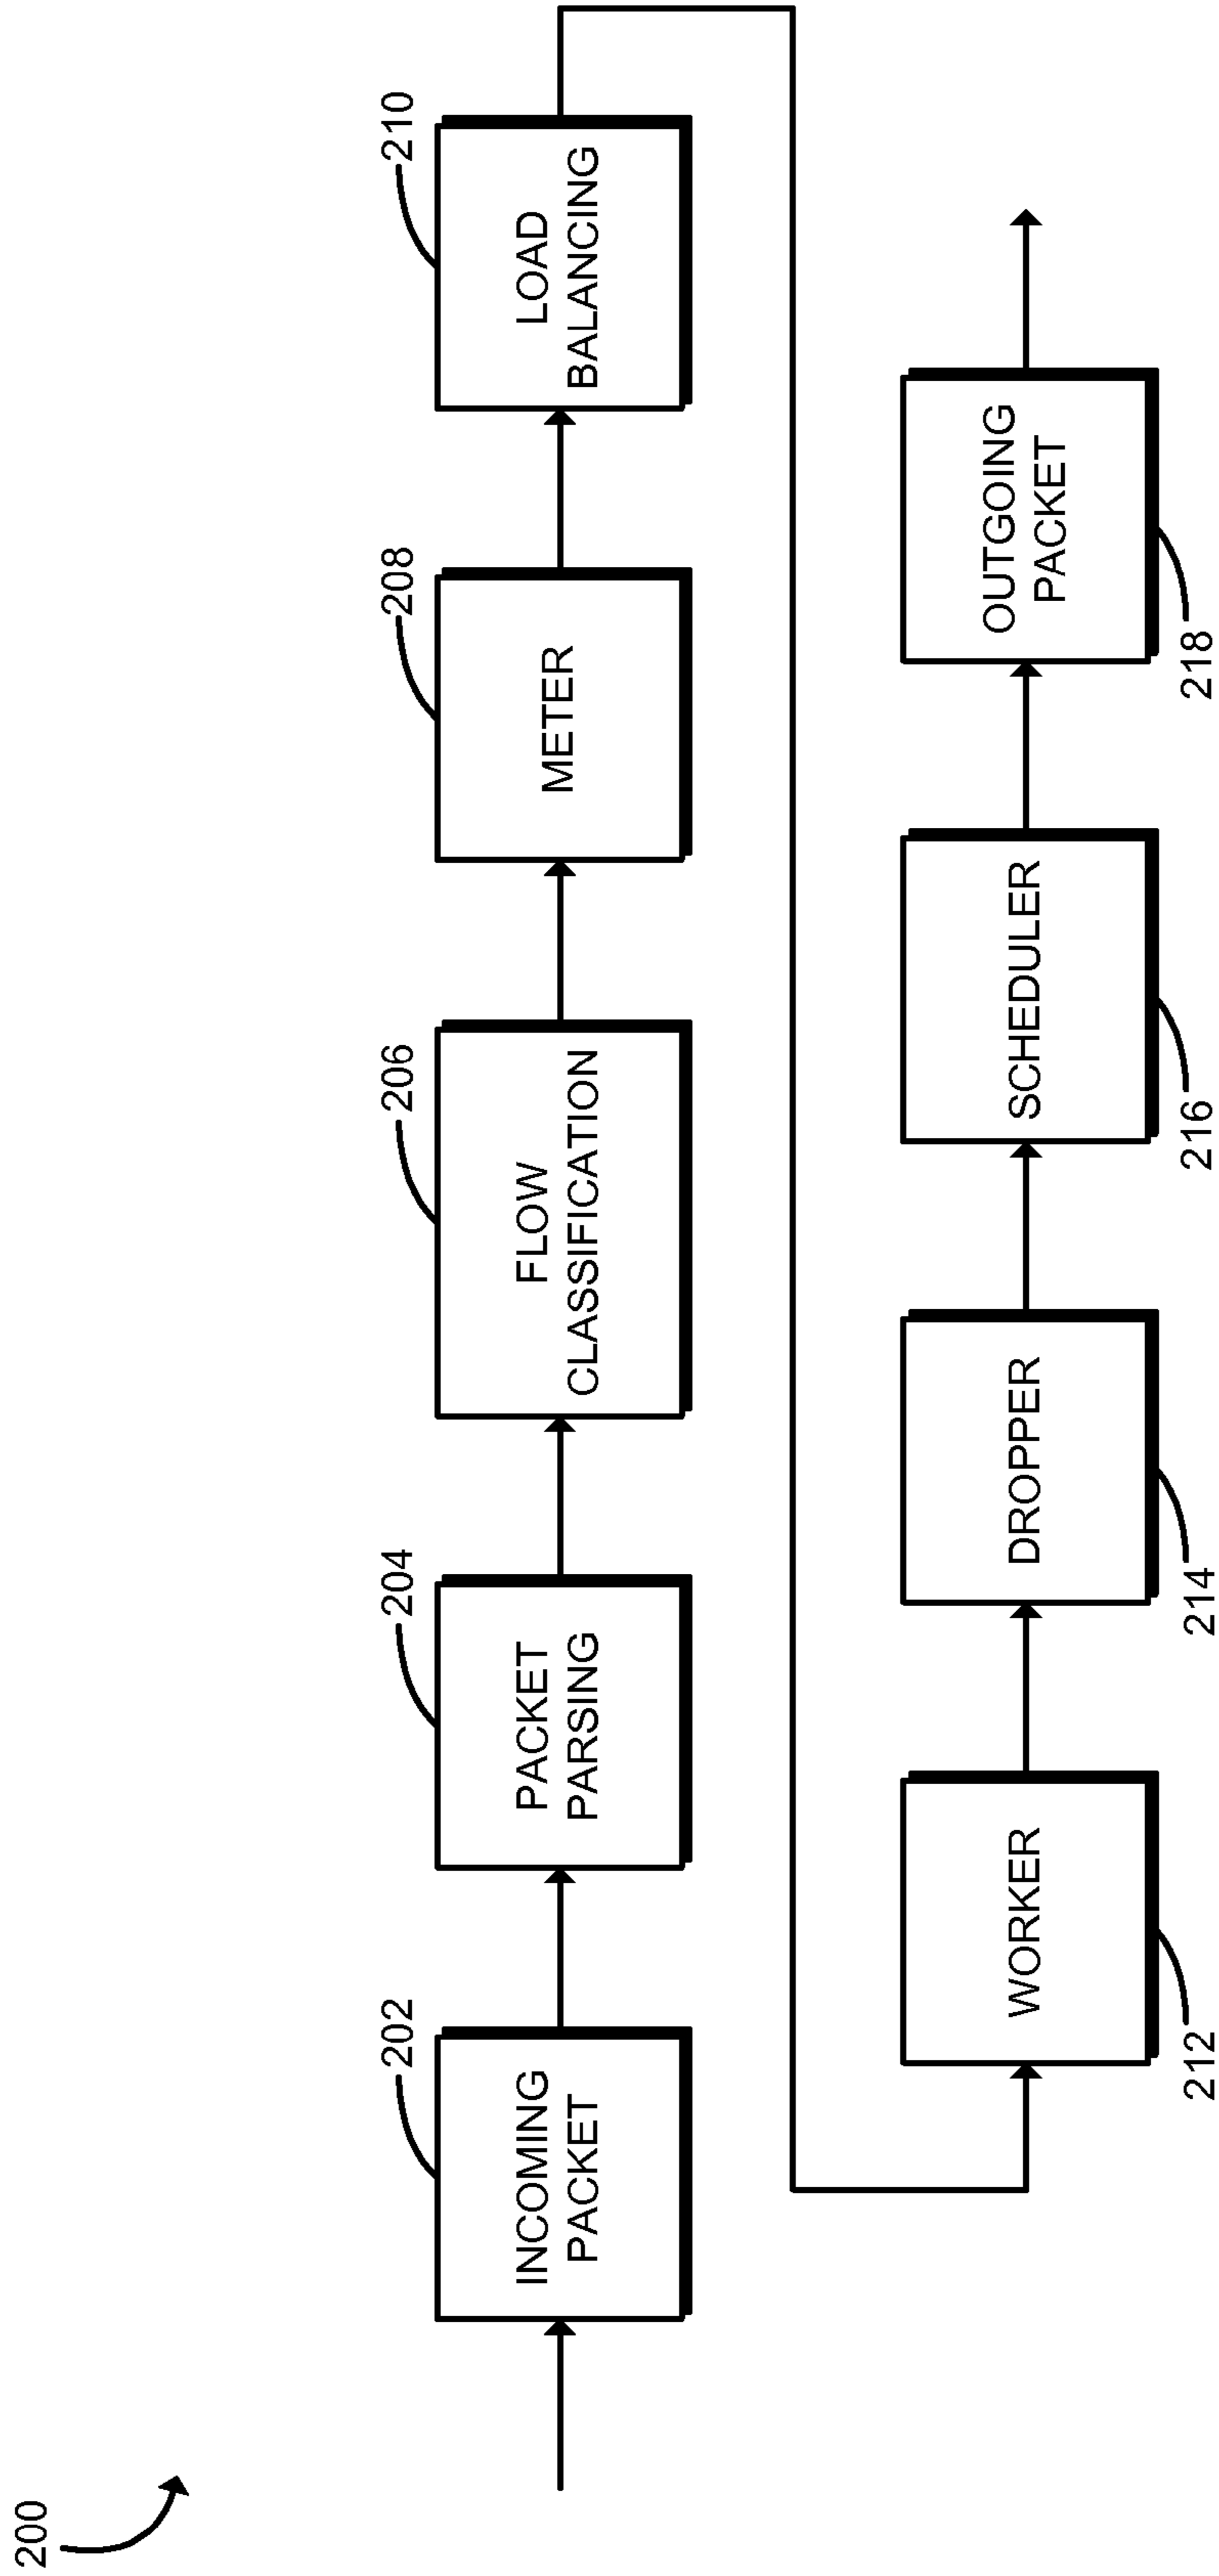 200
202
INCOMING
PACKET
204
PACKET
PARSING
206
FLOW
CLASSIFICATION
208
METER
210
LOAD
BALANCING
WORKER
212
DROPPER
214
SCHEDULER
216
OUTGOING
PACKET
218